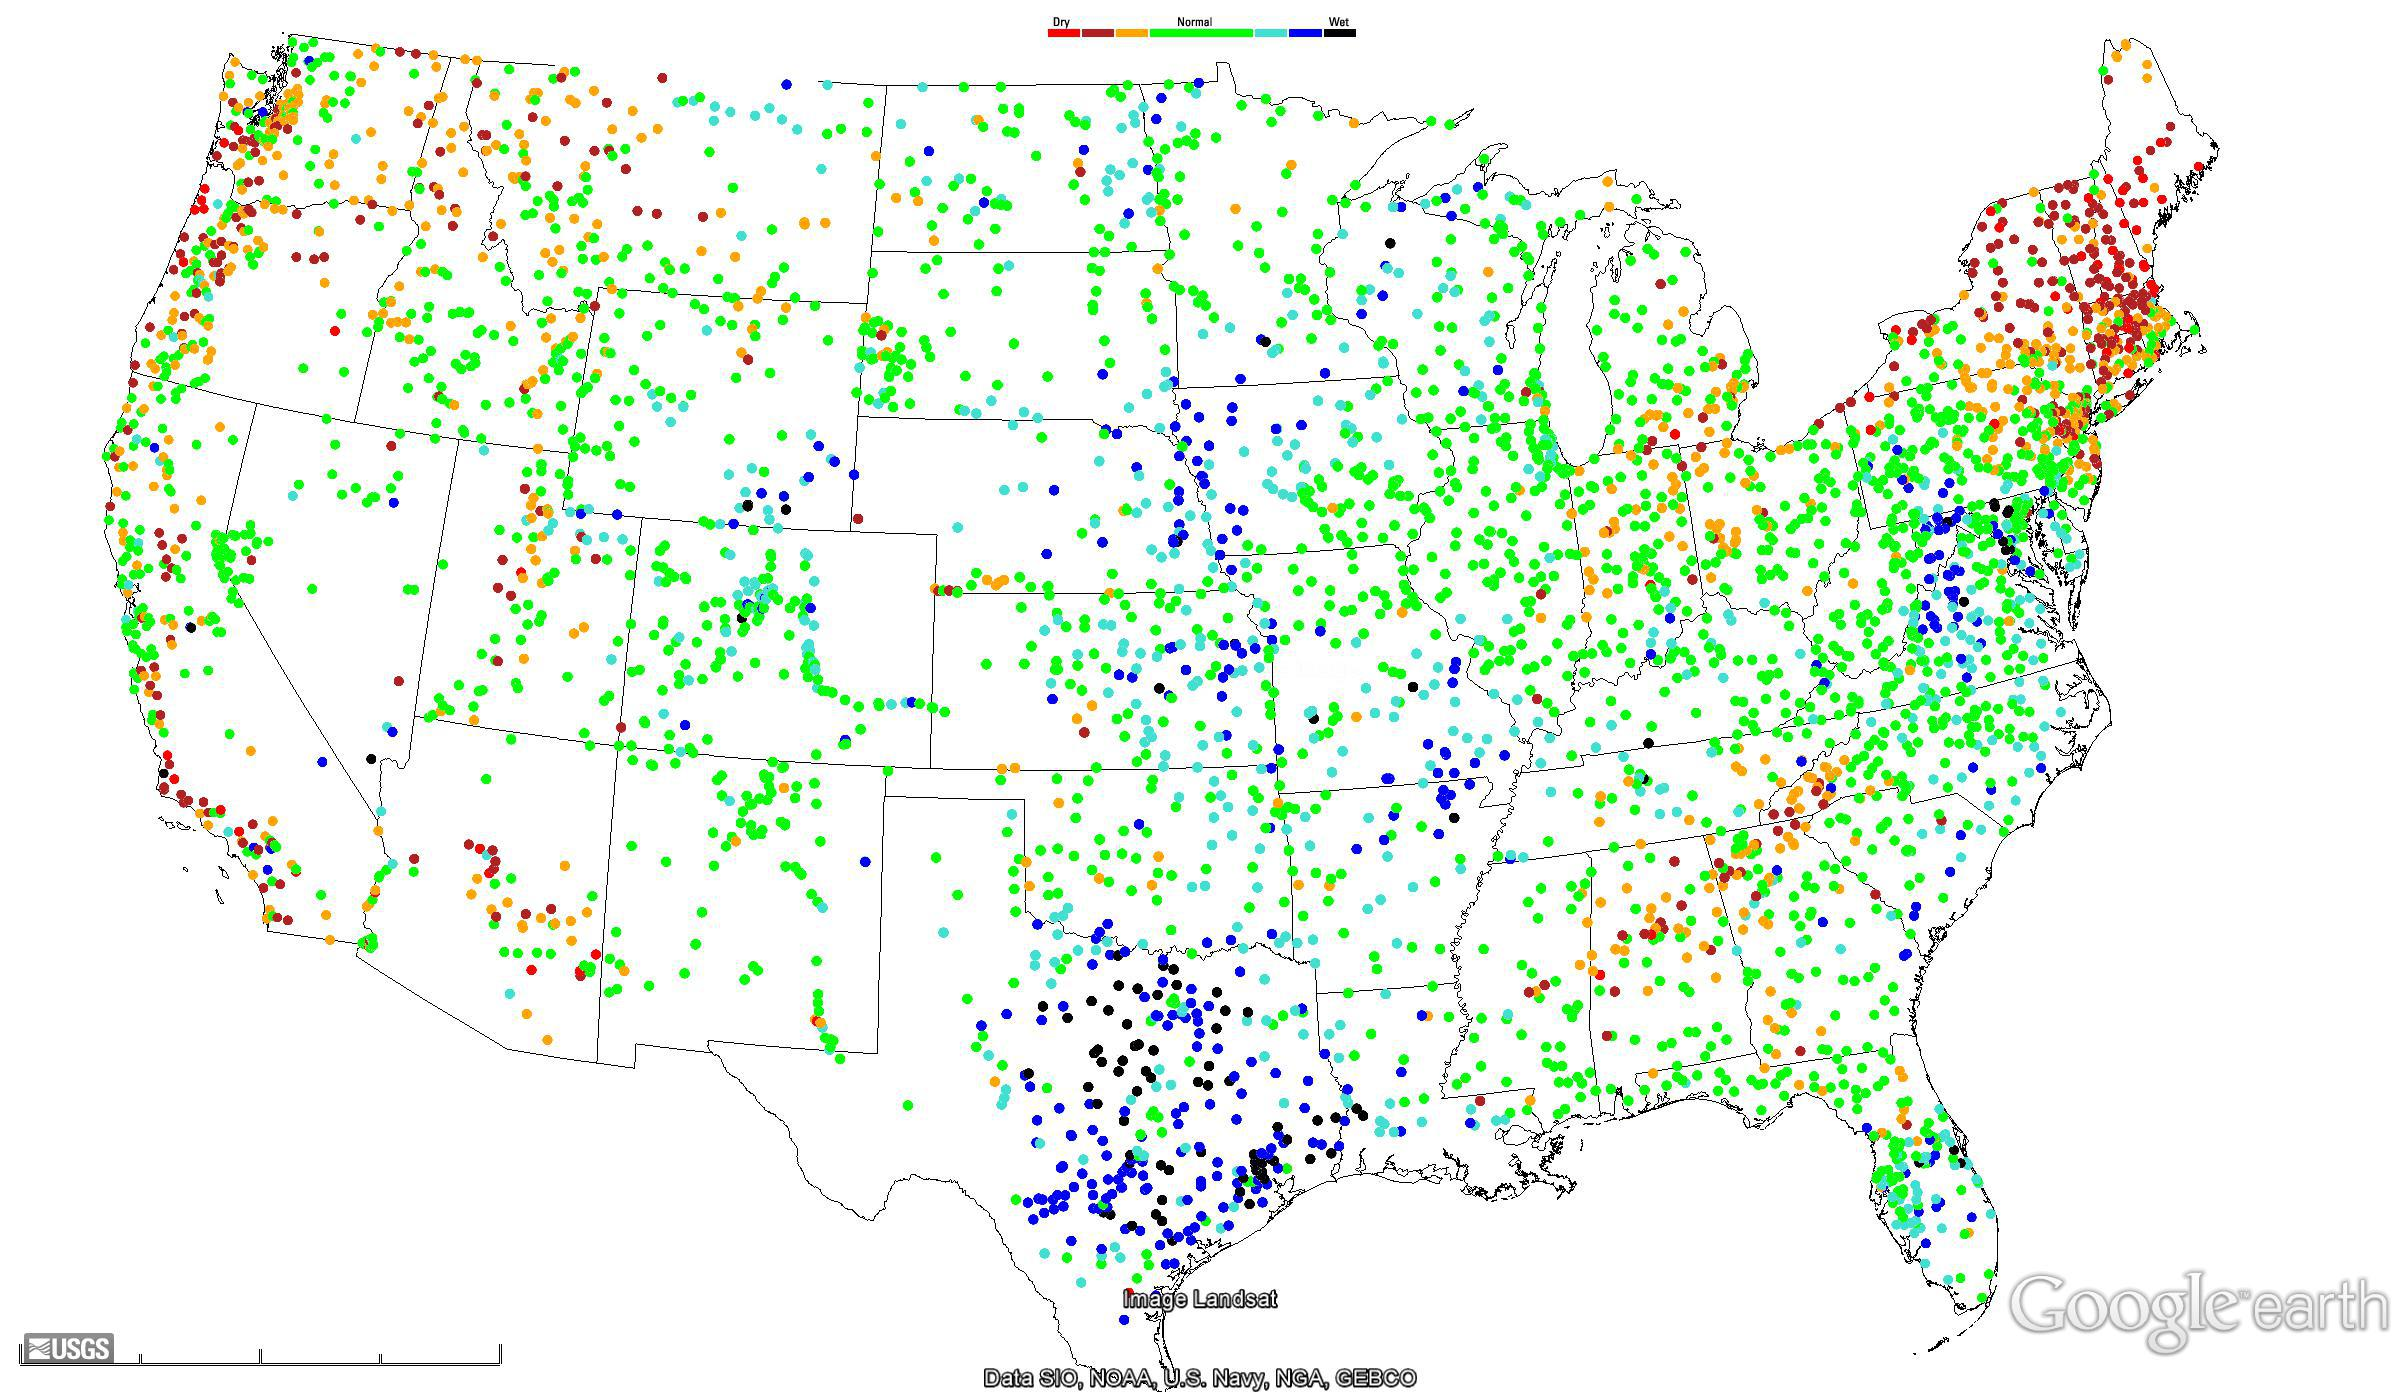 Dry Normal Wet
Image Landsat
Google earth
USGS
Data SIO, NOAA, U.S. Navy, NGA, GEBCO